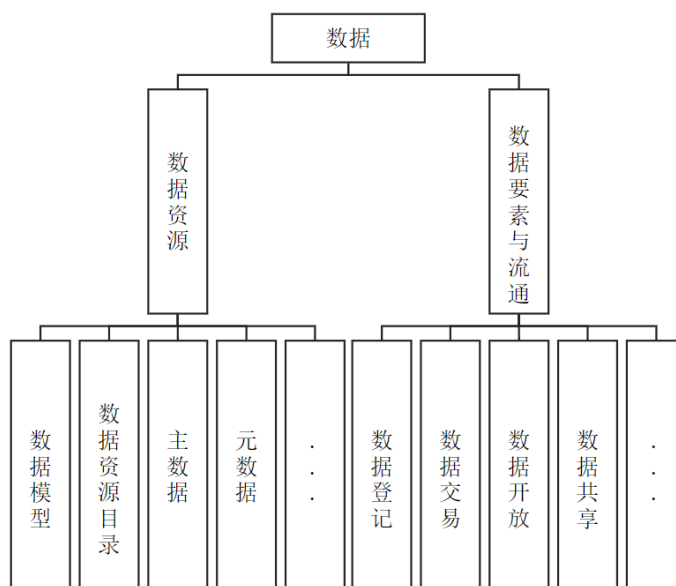 数据
数据资源
数据要素与流通
数据模型
数据资源目录
主数据
元数据
...
数据登记
数据交易
数据开放
数据共享
...